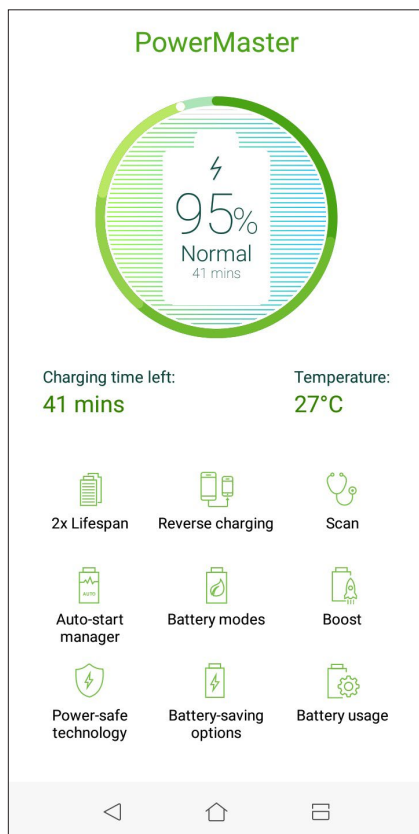 PowerMaster
95%
Normal
41 mins
Charging time left:
Temperature:
41 mins
27°C
2x Lifespan
Reverse charging
Scan
AUTO
Auto-start
manager
Battery modes
Boost
Power-safe
technology
Battery-saving
options
Battery usage